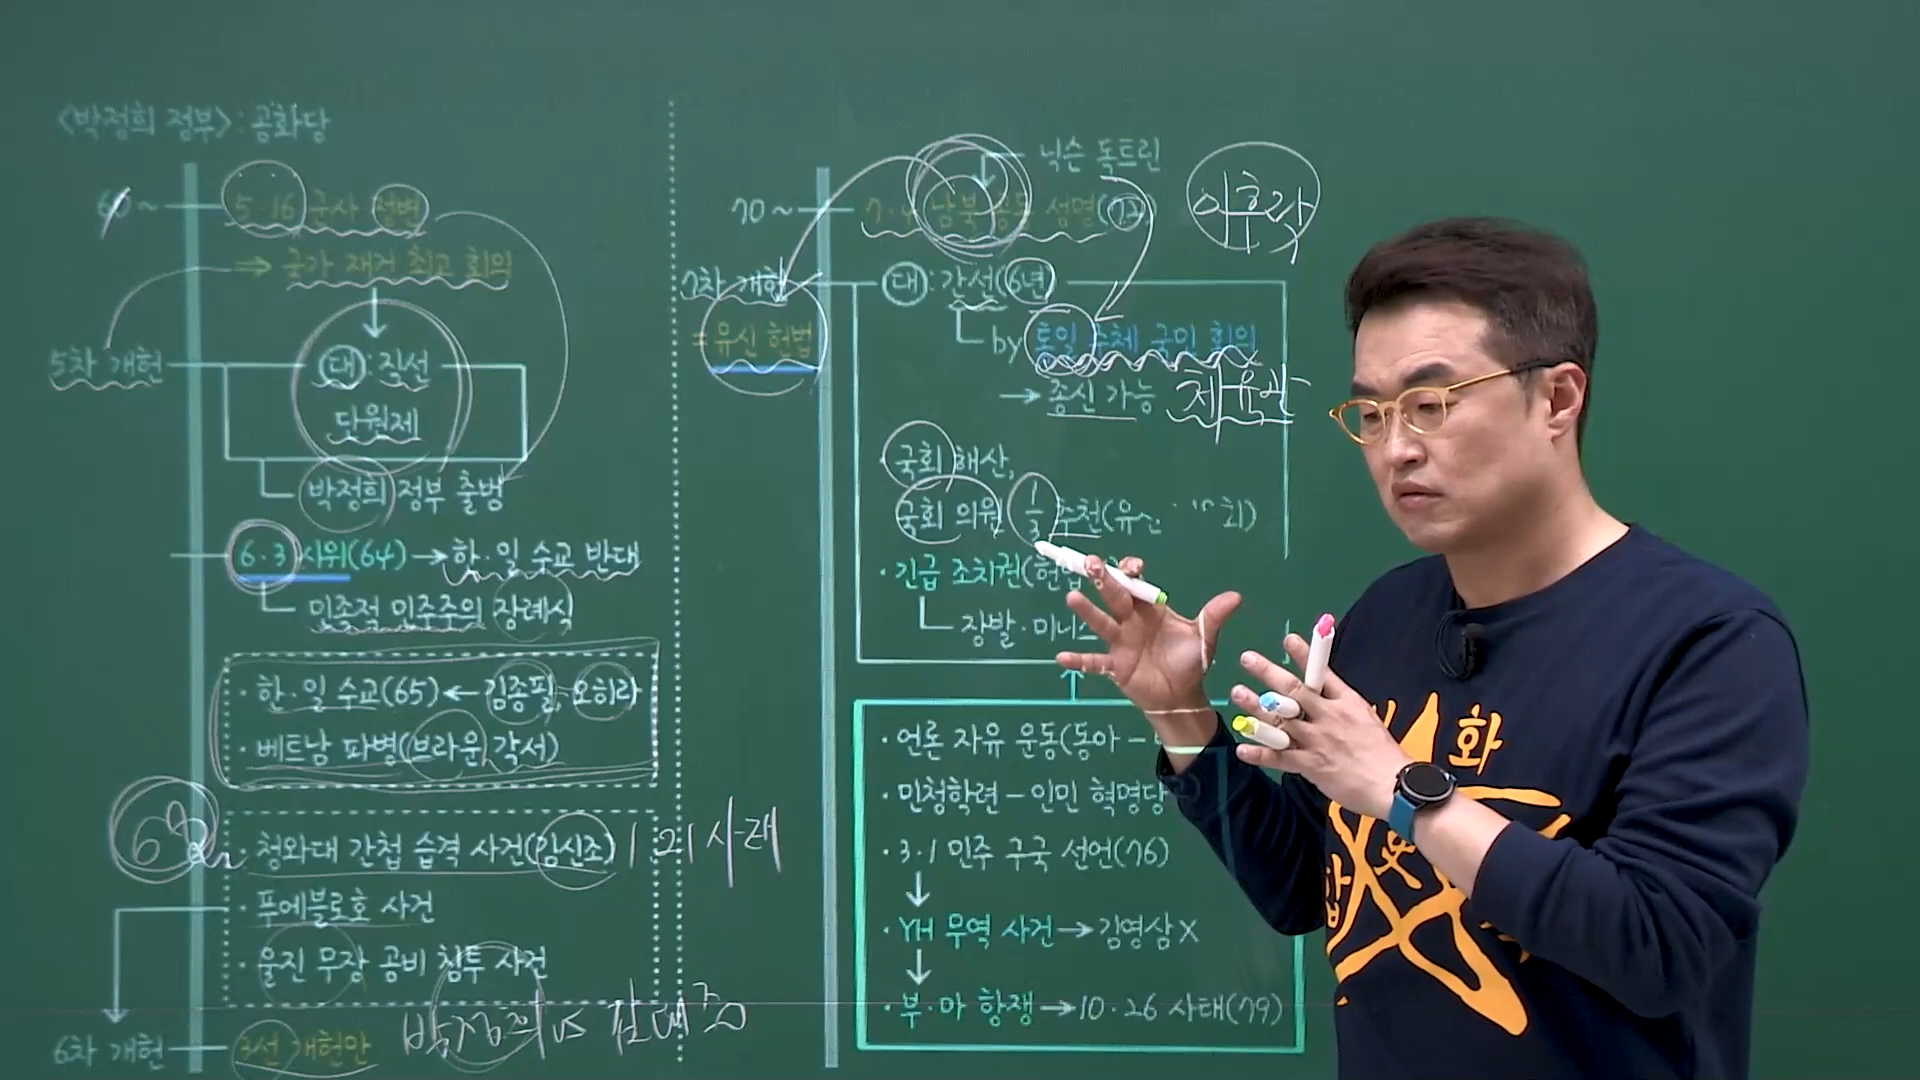 <박정희 정부> : 공화당
60~
5·16 군사 정변
⇒ 국가 재건 최고 회의
5차 개헌
대 : 직선
단원제
박정희 정부 출범
6·3 시위(64) → 한·일 수교 반대
민족적 민주주의 장례식
· 한·일 수교(65) ← 김종필, 오히라
· 베트남 파병(브라운 각서)
68
· 청와대 간첩 습격 사건(김신조) 1.21 사태
· 푸에블로호 사건
· 울진 무장 공비 침투 사건
6차 개헌
3선 개헌안
박정희 vs 김대중
닉슨 독트린
이후락
70~
7·4 남북 공동 성명(72)
7차 개헌
= 유신 헌법
대 : 간선(6년)
by 통일 주체 국민 회의
→ 종신 가능
체육관
· 국회 해산,
국회 의원 1/3 추천(유 회)
· 긴급 조치권(헌법
장발·미니스
· 언론 자유 운동(동아 -
· 민청학련 - 인민 혁명당
· 3·1 민주 구국 선언(76)
· YH 무역 사건 → 김영삼 X
· 부·마 항쟁 → 10·26 사태(79)
화